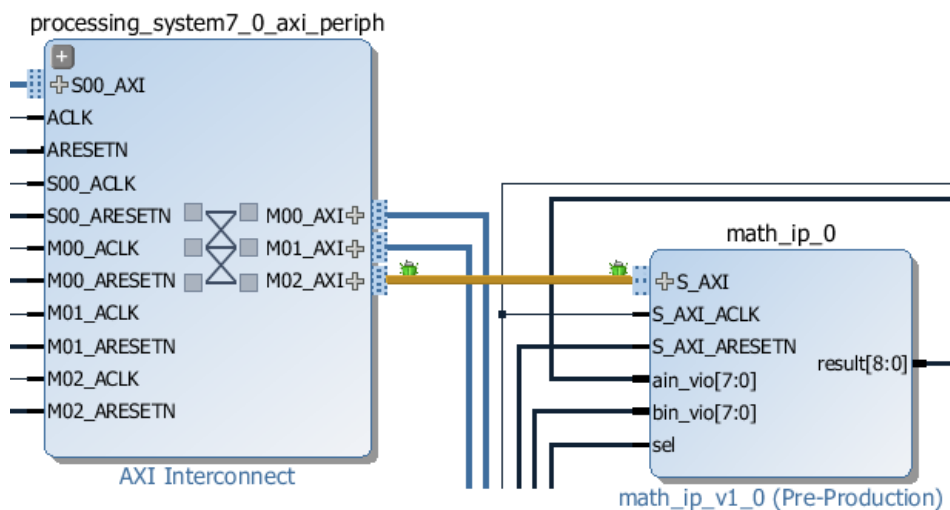 processing_system7_0_axi_periph
S00_AXI
ACLK
ARESETN
S00_ACLK
S00_ARESETN
M00_ACLK
M00_ARESETN
M01_ACLK
M01_ARESETN
M02_ACLK
M02_ARESETN
M00_AXI
M01_AXI
M02_AXI
AXI Interconnect
math_ip_0
S_AXI
S_AXI_ACLK
S_AXI_ARESETN
ain_vio[7:0]
bin_vio[7:0]
sel
result[8:0]
math_ip_v1_0 (Pre-Production)